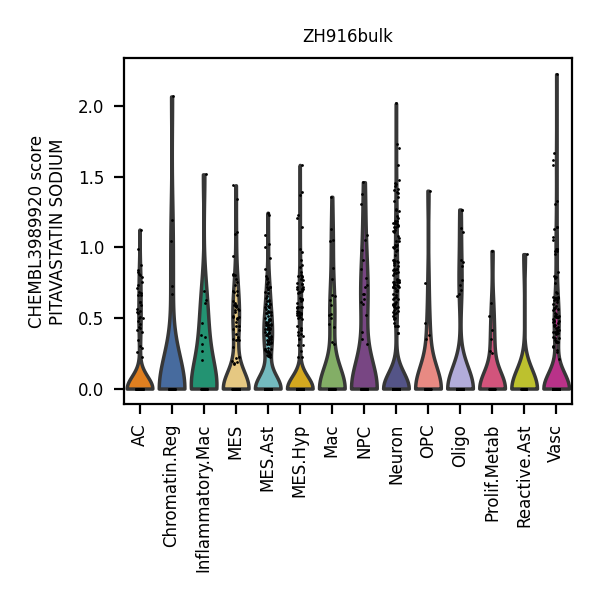 ZH916bulk
CHEMBL3989920 score
PITAVASTATIN SODIUM
2.0
1.5
1.0
0.5
0.0
AC
Chromatin.Reg
Inflammatory.Mac
MES
MES.Ast
MES.Hyp
Mac
NPC
Neuron
OPC
Oligo
Prolif.Metab
Reactive.Ast
Vasc